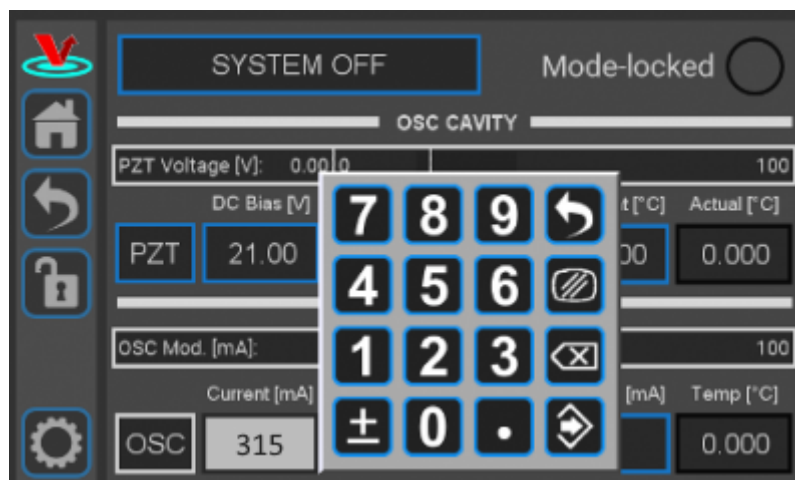 SYSTEM OFF Mode-locked
OSC CAVITY
PZT Voltage [V]: 0.00 0 100
DC Bias [V] [°C] Actual [°C]
PZT 21.00 00 0.000
OSC Mod. [mA]: 100
Current [mA] [mA] Temp [°C]
OSC 315 0.000
7 8 9
4 5 6
1 2 3
± 0 .